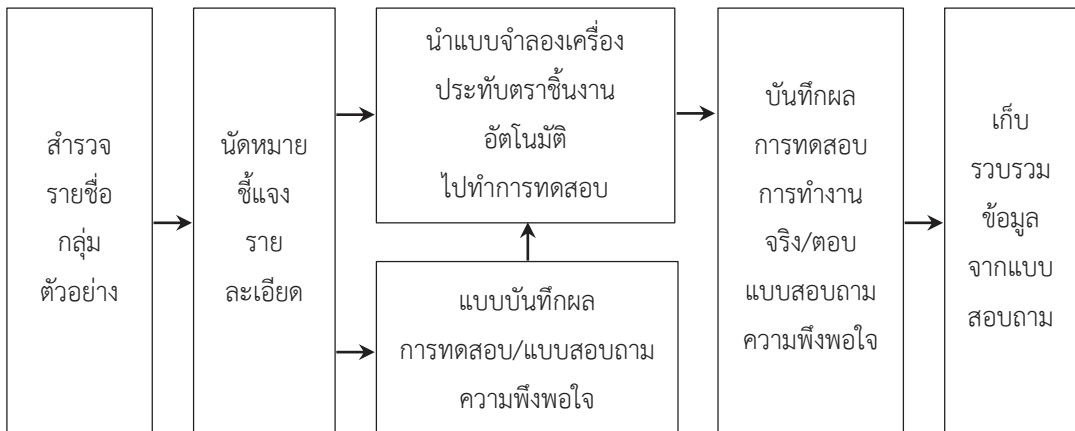 สำรวจ
รายชื่อ
กลุ่ม
ตัวอย่าง
นัดหมาย
ชี้แจง
ราย
ละเอียด
นำแบบจำลองเครื่อง
ประทับตราชิ้นงาน
อัตโนมัติ
ไปทำการทดสอบ
แบบบันทึกผล
การทดสอบ/แบบสอบถาม
ความพึงพอใจ
บันทึกผล
การทดสอบ
การทำงาน
จริง/ตอบ
แบบสอบถาม
ความพึงพอใจ
เก็บ
รวบรวม
ข้อมูล
จากแบบ
สอบถาม